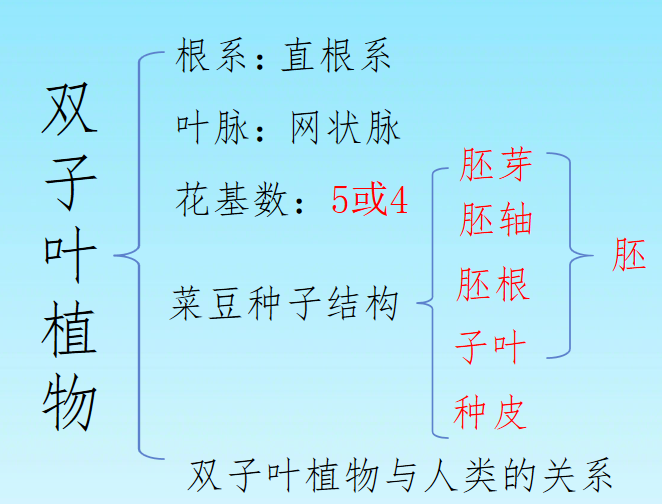 双子叶植物
根系：直根系
叶脉：网状脉
花基数：5或4
菜豆种子结构
胚芽
胚轴
胚根
子叶
种皮
胚
双子叶植物与人类的关系